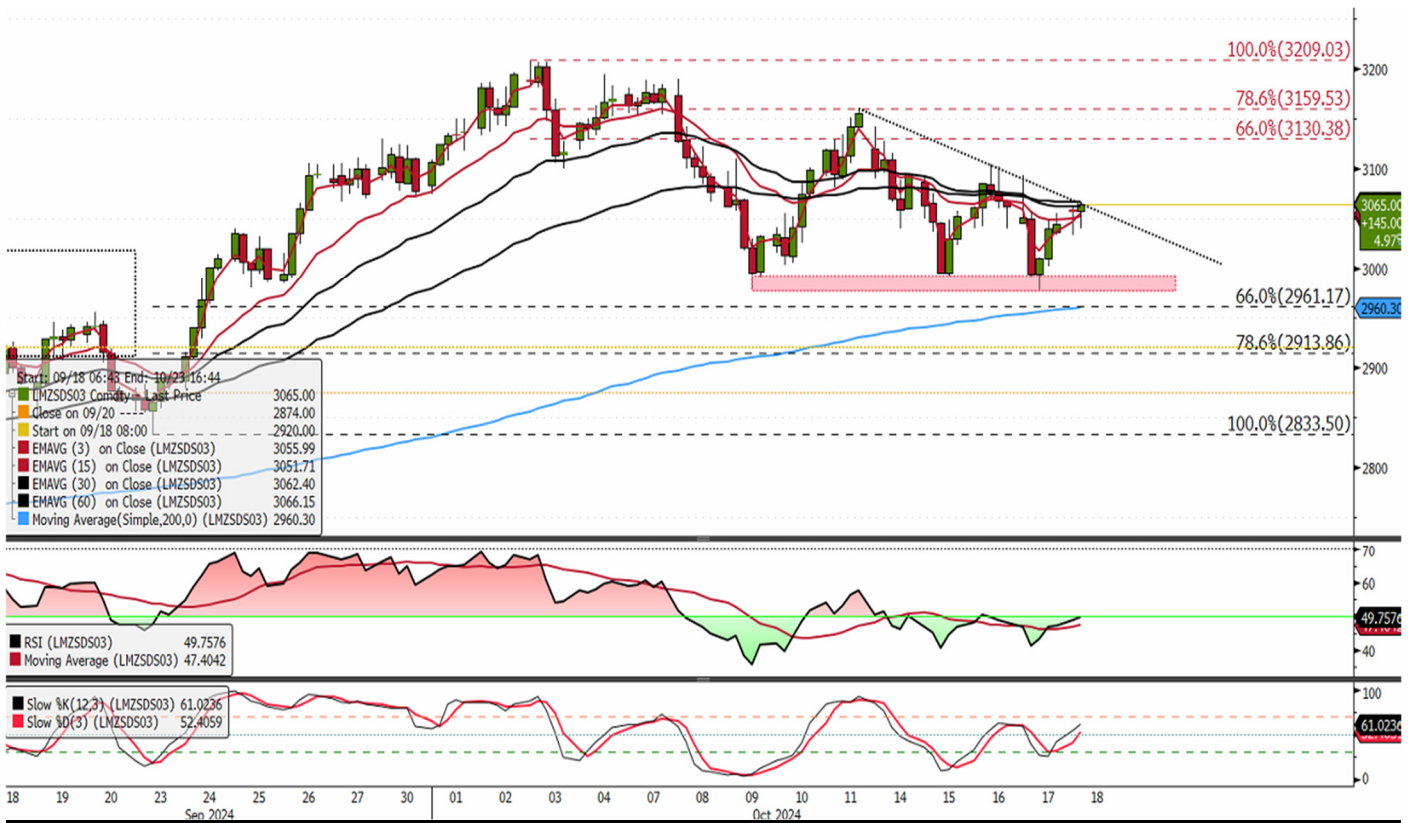 100.0%(3209.03)
3200
78.6%(3159.53)
66.0%(3130.38)
3100
3065.00
+145.00
4.97%
3000
66.0%(2961.17)
2960.30
78.6%(2913.86)
2900
100.0%(2833.50)
2800
Start: 09/18 06:43 End: 10/23 16:44
LMZSDS03 Comdty - Last Price 3065.00
Close on 09/20 ---- 2874.00
Start on 09/18 08:00 2920.00
EMAVG (3) on Close (LMZSDS03) 3055.99
EMAVG (15) on Close (LMZSDS03) 3051.71
EMAVG (30) on Close (LMZSDS03) 3062.40
EMAVG (60) on Close (LMZSDS03) 3066.15
Moving Average(Simple,200,0) (LMZSDS03) 2960.30
70
60
49.7576
40
RSI (LMZSDS03) 49.7576
Moving Average (LMZSDS03) 47.4042
Slow %K(12,3) (LMZSDS03) 61.0236
Slow %D(3) (LMZSDS03) 52.4059
100
61.0236
0
18 19 20 23 24 25 26 27 30 01 02 03 04 07 08 09 10 11 14 15 16 17 18
Sep 2024 Oct 2024